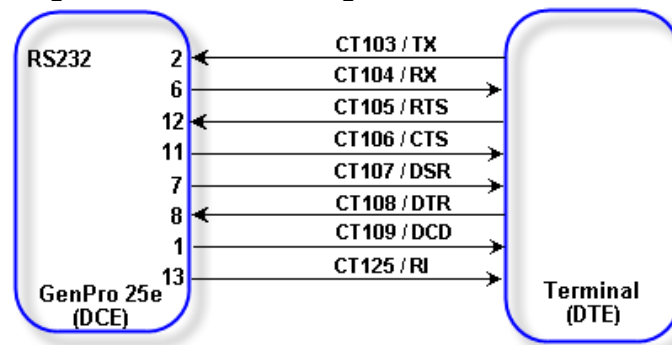 RS232
2 CT103 / TX
6 CT104 / RX
12 CT105 / RTS
11 CT106 / CTS
7 CT107 / DSR
8 CT108 / DTR
1 CT109 / DCD
13 CT125 / RI
GenPro 25e
(DCE)
Terminal
(DTE)